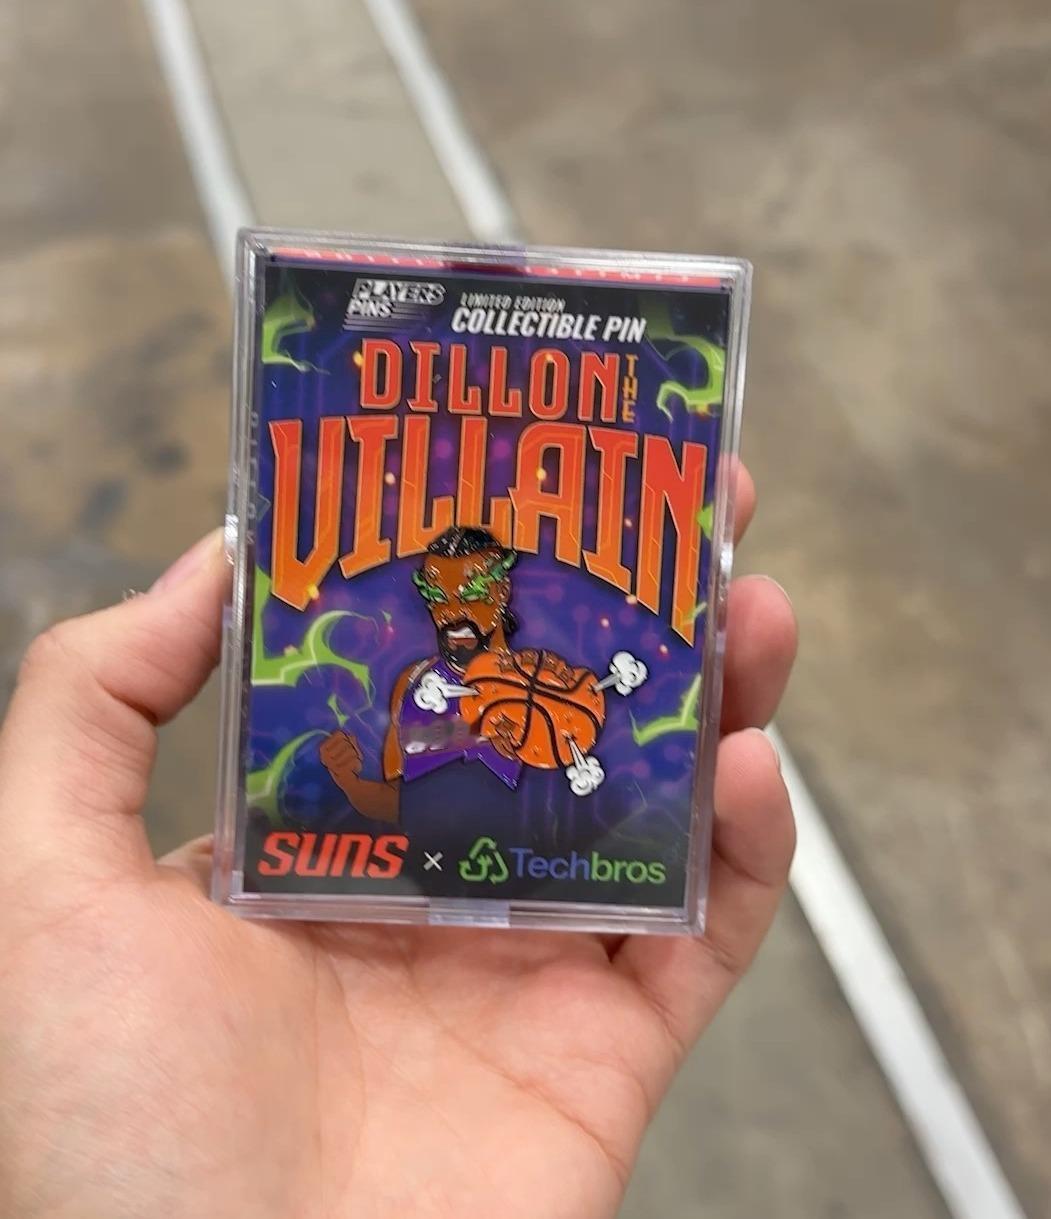 PLAYERS
PINS
LIMITED EDITION
COLLECTIBLE PIN
DILLON THE
VILLAIN
SUNS × Techbros